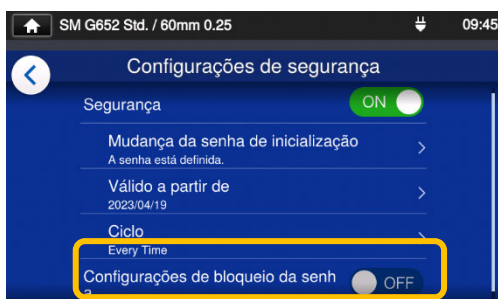 SM G652 Std. / 60mm 0.25 09:45
Configurações de segurança
Segurança ON
Mudança da senha de inicialização
A senha está definida.
Válido a partir de
2023/04/19
Ciclo
Every Time
Configurações de bloqueio da senh
a
OFF